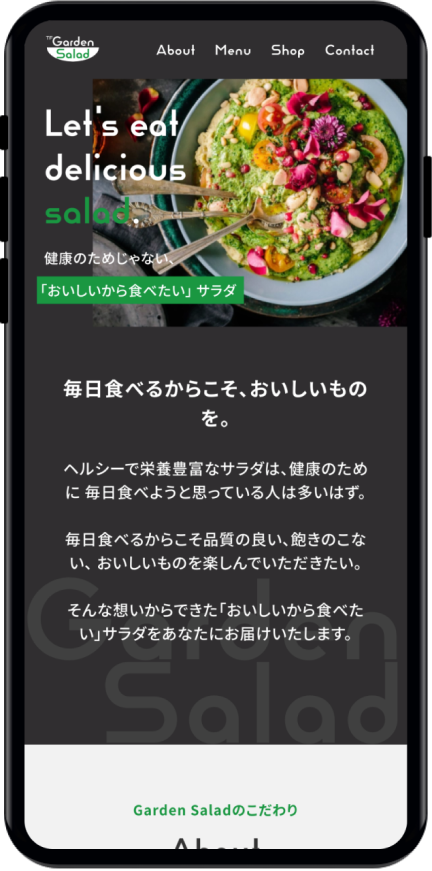 The Garden
Salad
About Menu Shop Contact
Let's eat
delicious
salad.
健康のためじゃない、
「おいしいから食べたい」 サラダ
毎日食べるからこそ、おいしいもの
を。
ヘルシーで栄養豊富なサラダは、健康のため
に 毎日食べようと思っている人は多いはず。
毎日食べるからこそ品質の良い、飽きのこな
い、 おいしいものを楽しんでいただきたい。
そんな想いからできた「おいしいから食べた
い」サラダをあなたにお届けいたします。
Garden
Salad
Garden Saladのこだわり
About